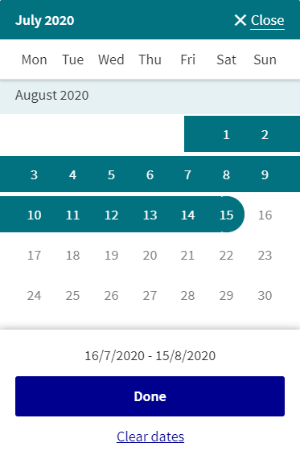 July 2020 Close
Mon Tue Wed Thu Fri Sat Sun
August 2020
1 2
3 4 5 6 7 8 9
10 11 12 13 14 15 16
17 18 19 20 21 22 23
24 25 26 27 28 29 30
16/7/2020 - 15/8/2020
Done
Clear dates